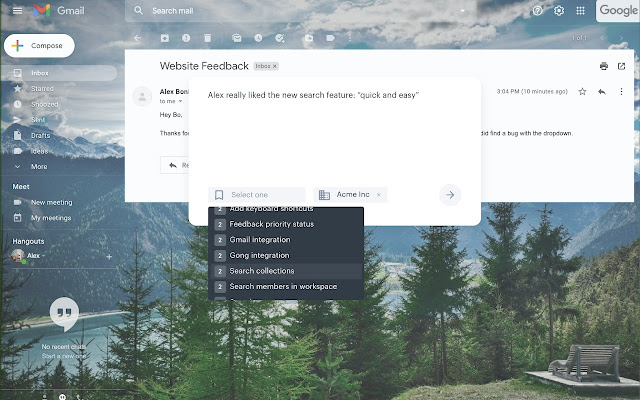 Gmail
Search mail
Google
Compose
1 of 1
Inbox
Starred
Snoozed
Sent
Drafts
Ideas
More
Meet
New meeting
My meetings
Hangouts
Alex
No recent chats
Start a new one
Website Feedback
Inbox ×
Alex Bon
3:04 PM (10 minutes ago)
to me
Hey Bo,
Thanks for
did find a bug with the dropdown.
Re
Alex really liked the new search feature: "quick and easy"
Select one
Acme Inc ×
2 Add keyboard shortcuts
2 Feedback priority status
2 Gmail integration
2 Gong integration
2 Search collections
2 Search members in workspace